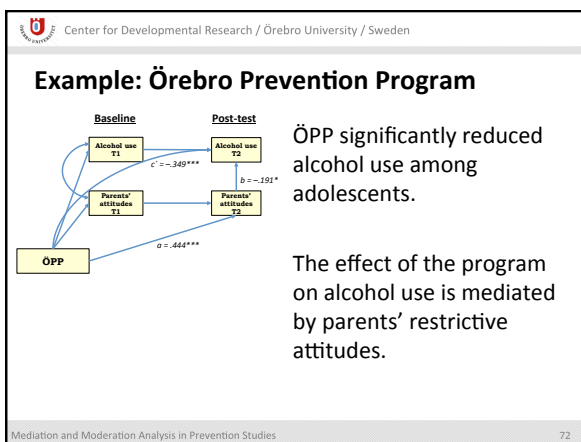 Center for Developmental Research / Örebro University / Sweden
Example: Örebro Prevention Program
Baseline
Post-test
Alcohol use
T1
Alcohol use
T2
c´ = –.349***
b = –.191*
Parents’
attitudes
T1
Parents’
attitudes
T2
a = .444***
ÖPP
ÖPP significantly reduced
alcohol use among
adolescents.
The effect of the program
on alcohol use is mediated
by parents’ restrictive
attitudes.
Mediation and Moderation Analysis in Prevention Studies
72